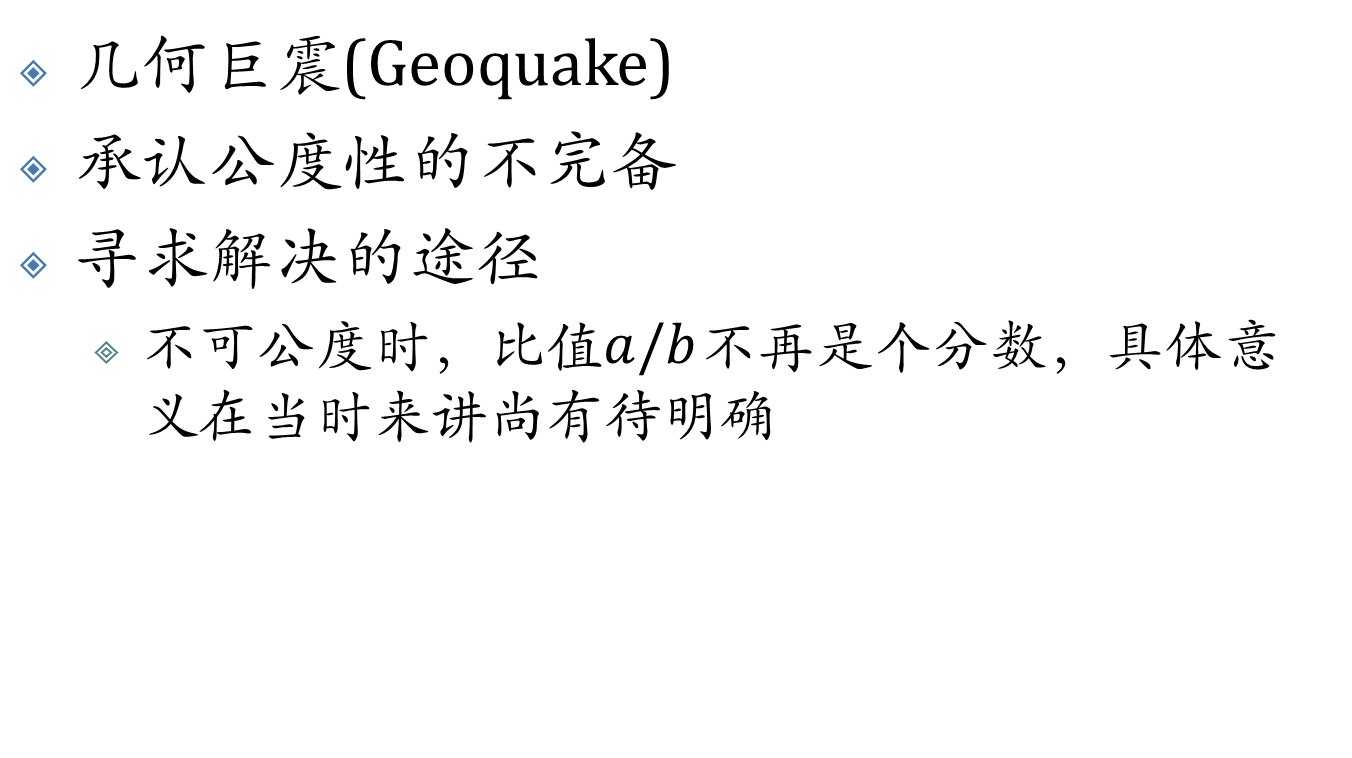 几何巨震(Geoquake)
承认公度性的不完备
寻求解决的途径
不可公度时，比值a/b不再是个分数，具体意
义在当时来讲尚有待明确